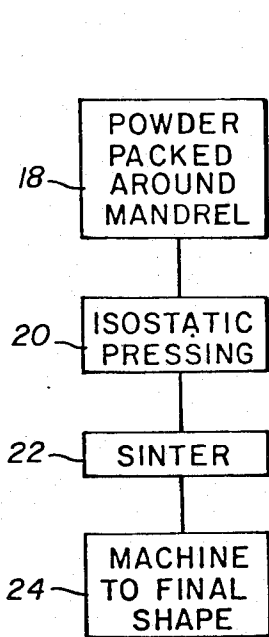 POWDER
PACKED
AROUND
MANDREL
18
ISOSTATIC
PRESSING
20
SINTER
22
MACHINE
TO FINAL
SHAPE
24